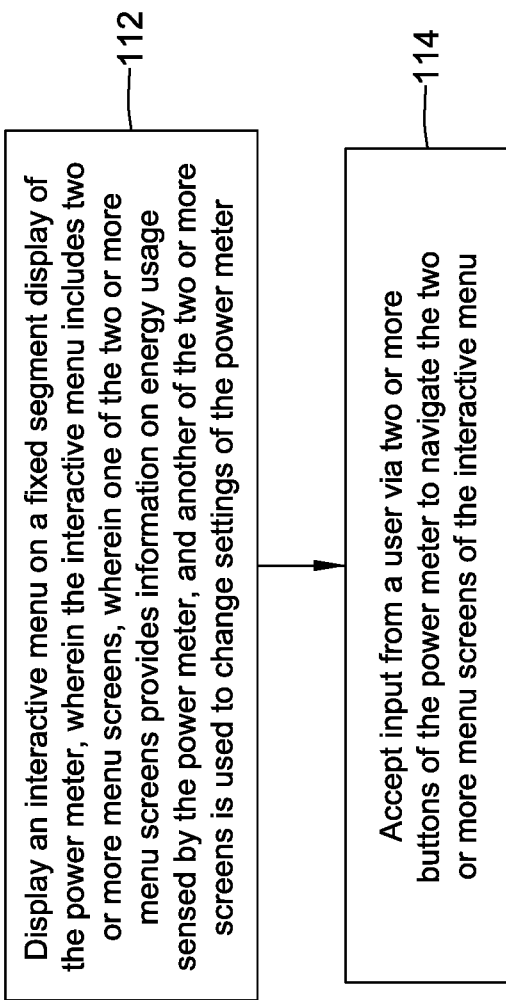 Display an interactive menu on a fixed segment display of
the power meter, wherein the interactive menu includes two
or more menu screens, wherein one of the two or more
menu screens provides information on energy usage
sensed by the power meter, and another of the two or more
screens is used to change settings of the power meter
112
Accept input from a user via two or more
buttons of the power meter to navigate the two
or more menu screens of the interactive menu
114